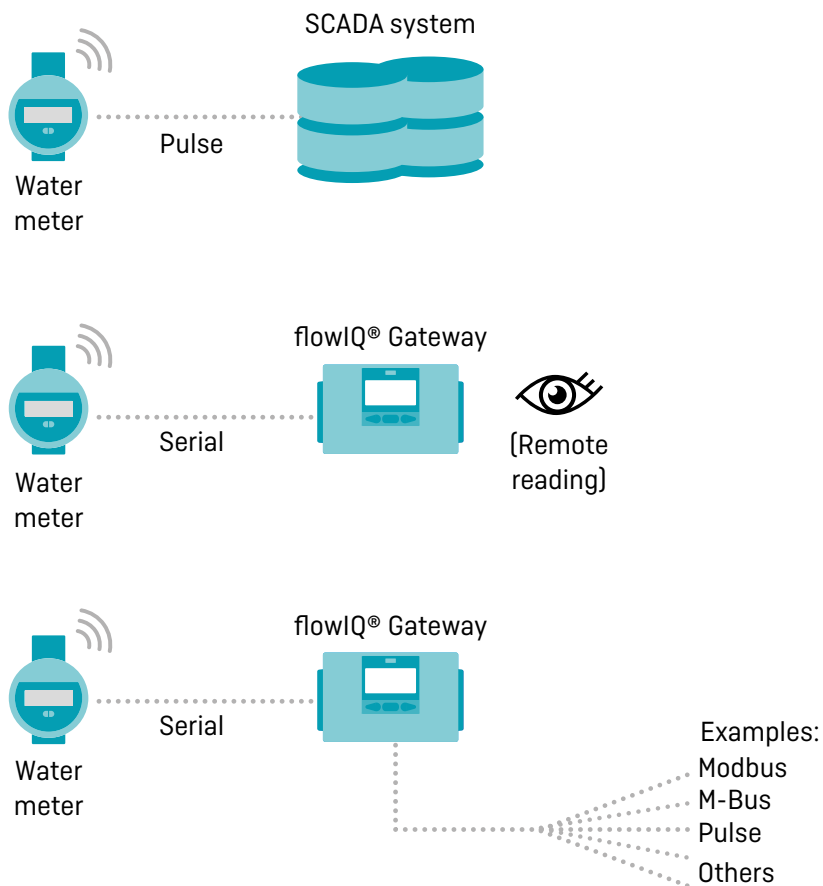 SCADA system
Pulse
Water
meter
flowIQ® Gateway
Serial
(Remote
reading)
Water
meter
flowIQ® Gateway
Serial
Water
meter
Examples:
Modbus
M-Bus
Pulse
Others